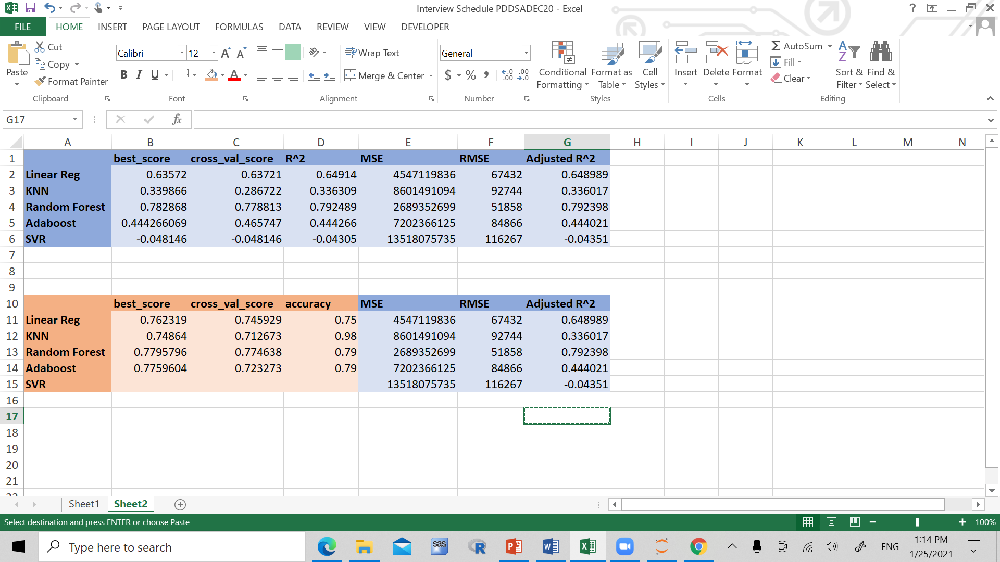 Interview Schedule PDDSADEC20 - Excel
?
FILE HOME INSERT PAGE LAYOUT FORMULAS DATA REVIEW VIEW DEVELOPER
Paste
Cut
Copy
Format Painter
Clipboard
Calibri 12
B I U
Font
Wrap Text
Merge & Center
Alignment
General
$ % ,
Number
Conditional Formatting
Format as Table
Cell Styles
Styles
Insert Delete Format
Cells
AutoSum
Fill
Clear
Sort & Filter
Find & Select
Editing
G17 fx
A B C D E F G H I J K L M N
1 best_score cross_val_score R^2 MSE RMSE Adjusted R^2
2 Linear Reg 0.63572 0.63721 0.64914 4547119836 67432 0.648989
3 KNN 0.339866 0.286722 0.336309 8601491094 92744 0.336017
4 Random Forest 0.782868 0.778813 0.792489 2689352699 51858 0.792398
5 Adaboost 0.444266069 0.465747 0.444266 7202366125 84866 0.444021
6 SVR -0.048146 -0.048146 -0.04305 13518075735 116267 -0.04351
7
8
9
10 best_score cross_val_score accuracy MSE RMSE Adjusted R^2
11 Linear Reg 0.762319 0.745929 0.75 4547119836 67432 0.648989
12 KNN 0.74864 0.712673 0.98 8601491094 92744 0.336017
13 Random Forest 0.7795796 0.774638 0.79 2689352699 51858 0.792398
14 Adaboost 0.7759604 0.723273 0.79 7202366125 84866 0.444021
15 SVR 13518075735 116267 -0.04351
16
17
18
19
20
21
Sheet1 Sheet2
Select destination and press ENTER or choose Paste 100%
Type here to search
sas
ENG
1:14 PM
1/25/2021